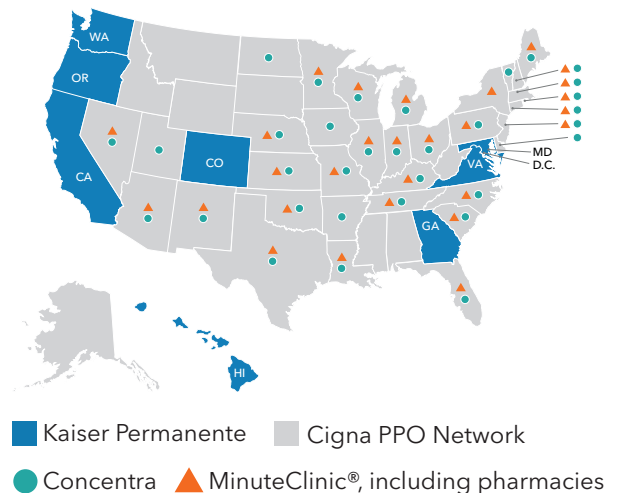 WA
OR
CA
CO
MD
VA
D.C.
GA
HI
Kaiser Permanente Cigna PPO Network
Concentra MinuteClinic®, including pharmacies